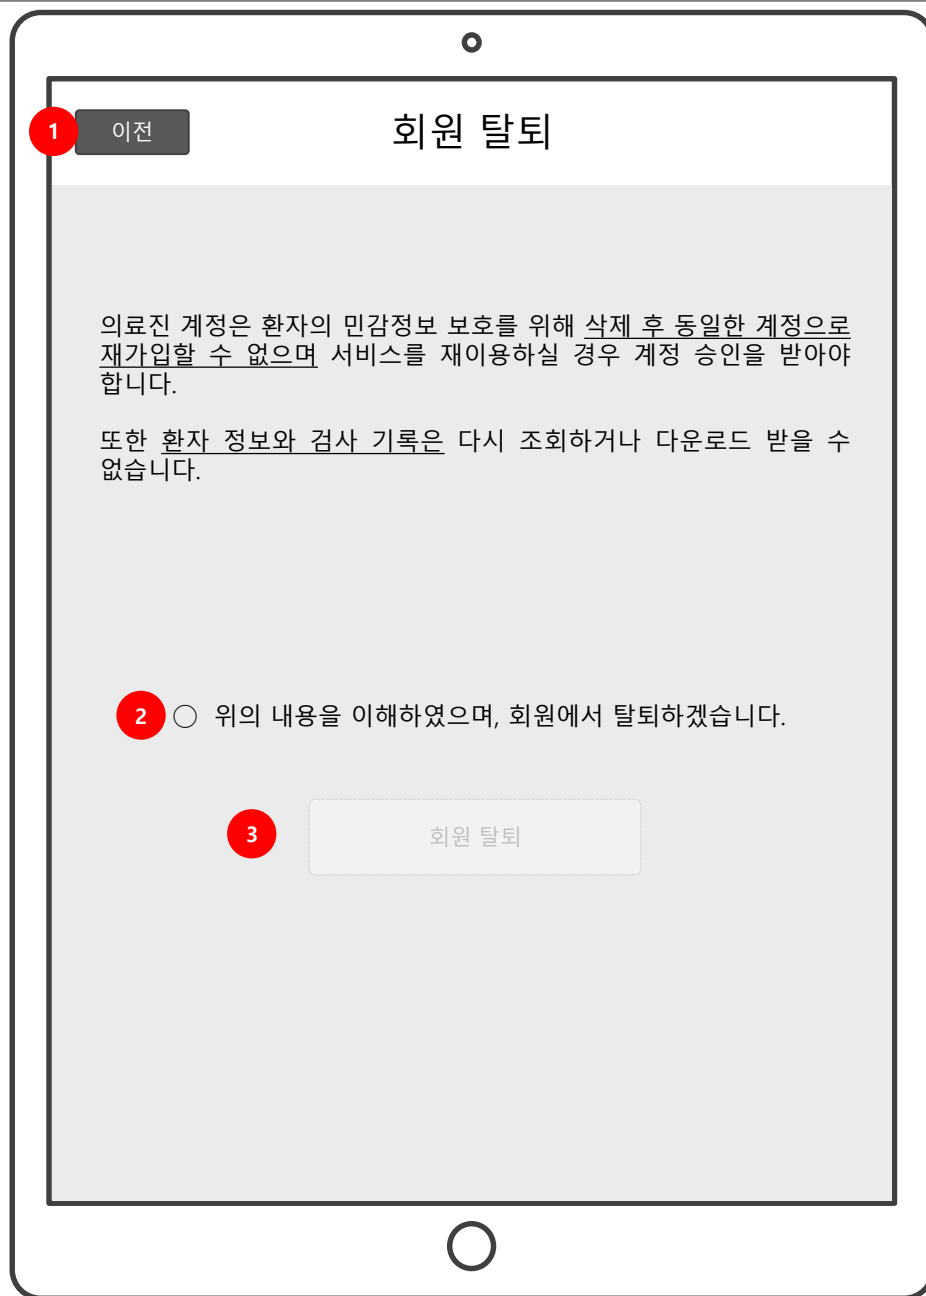 1 이전 회원 탈퇴
의료진 계정은 환자의 민감정보 보호를 위해 삭제 후 동일한 계정으로
재가입할 수 없으며 서비스를 재이용하실 경우 계정 승인을 받아야
합니다.
또한 환자 정보와 검사 기록은 다시 조회하거나 다운로드 받을 수
없습니다.
2 ○ 위의 내용을 이해하였으며, 회원에서 탈퇴하겠습니다.
3 회원 탈퇴